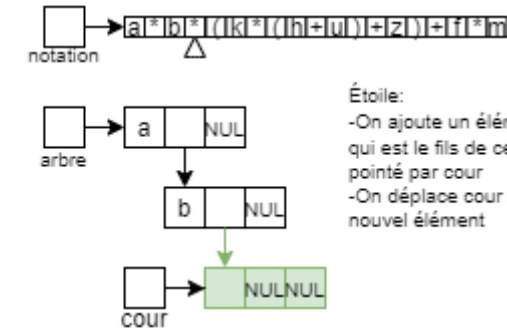 a * b * ( k * ( h + u ) + z ) + f * m
notation
Étoile:
-On ajoute un élém
qui est le fils de ce
pointé par cour
-On déplace cour
nouvel élément
a NUL
arbre
b NUL
NUL NUL
cour